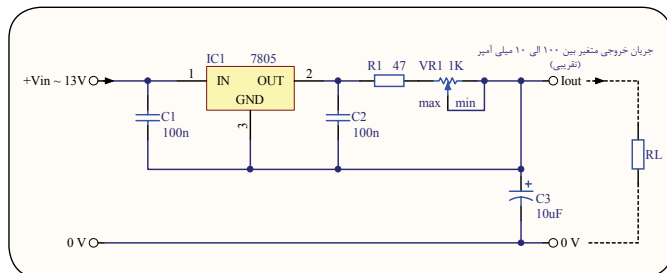 جریان خروجی متغیر بین ۱۰۰ الی ۱۰ میلی آمپر
(تقریبی)
IC1 7805
R1 47 VR1 1K
+Vin ~ 13V
1
IN OUT
2
Iout
GND
max min
C1
100n
3
C2
100n
RL
+
C3
10uF
0 V
0 V